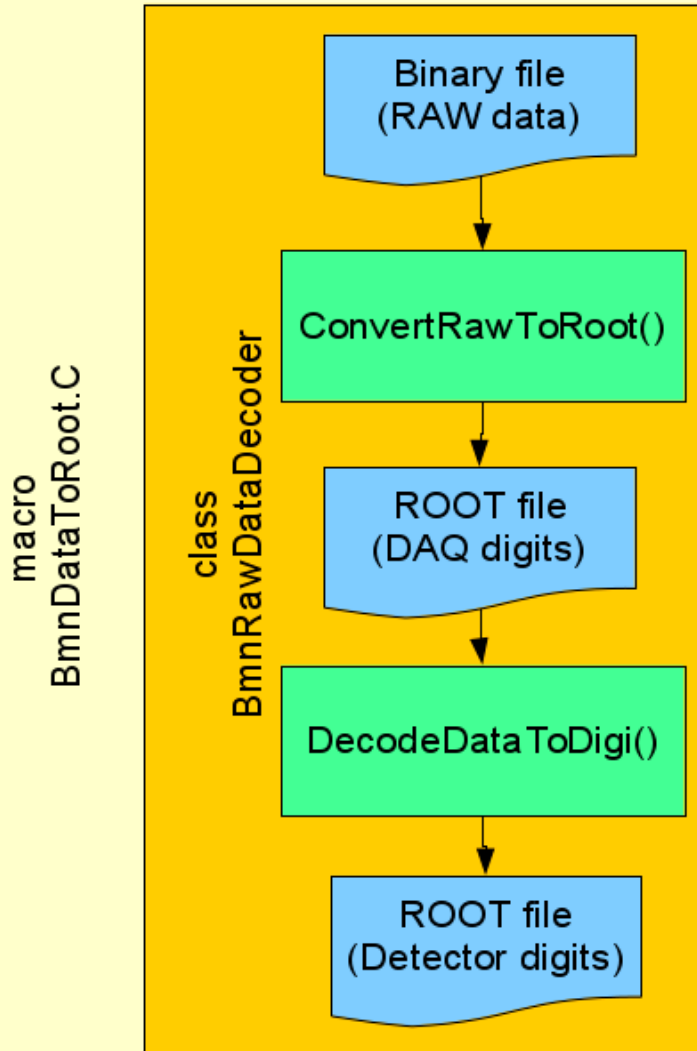 macro
BmnDataToRoot.C
class
BmnRawDataDecoder
Binary file
(RAW data)
ConvertRawToRoot()
ROOT file
(DAQ digits)
DecodeDataToDigi()
ROOT file
(Detector digits)